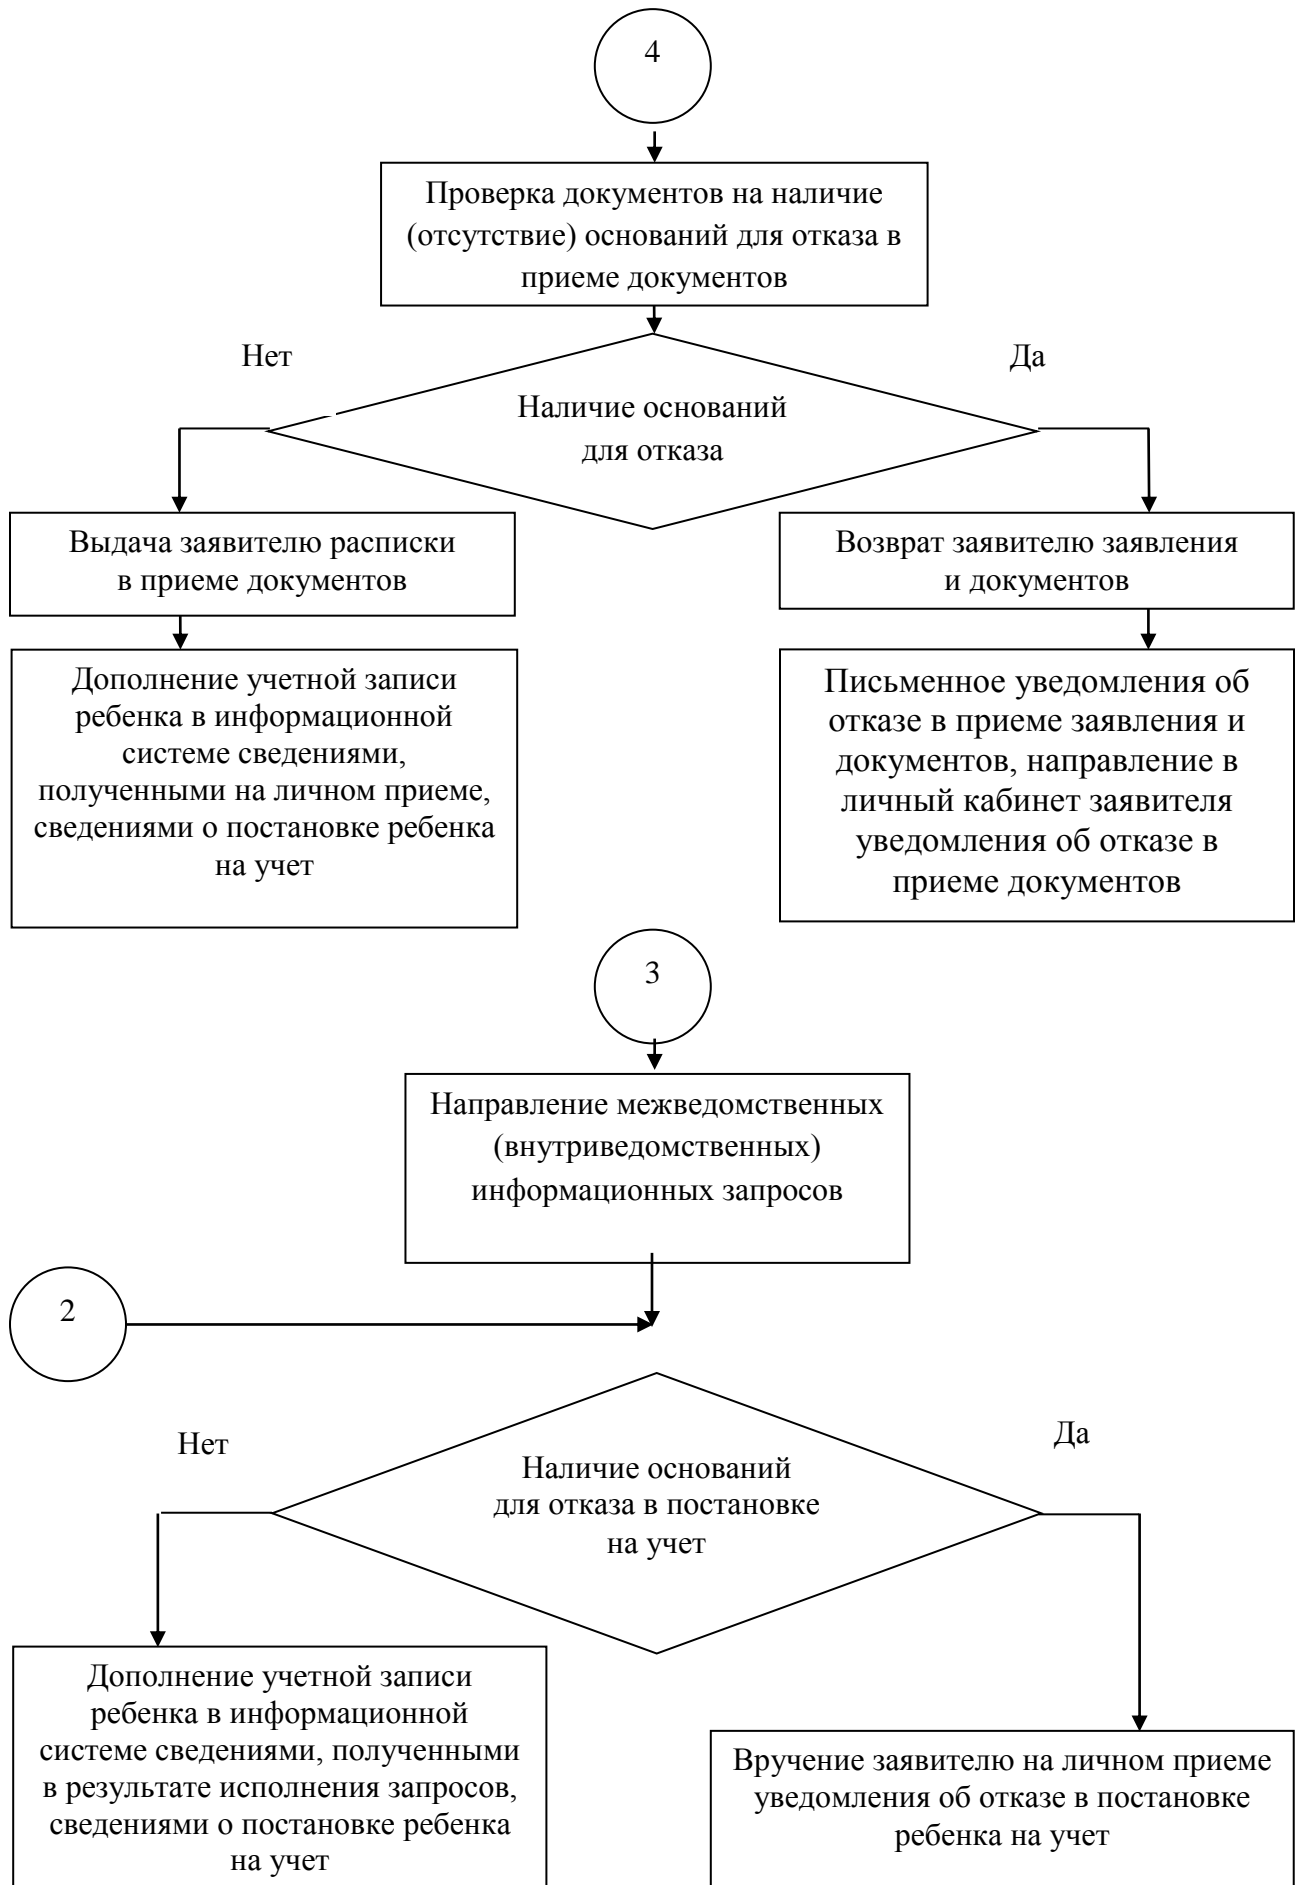 4
Проверка документов на наличие
(отсутствие) оснований для отказа в
приеме документов
Нет
Да
Наличие оснований
для отказа
Выдача заявителю расписки
в приеме документов
Возврат заявителю заявления
и документов
Дополнение учетной записи
ребенка в информационной
системе сведениями,
полученными на личном приеме,
сведениями о постановке ребенка
на учет
Письменное уведомления об
отказе в приеме заявления и
документов, направление в
личный кабинет заявителя
уведомления об отказе в
приеме документов
3
Направление межведомственных
(внутриведомственных)
информационных запросов
2
Нет
Да
Наличие оснований
для отказа в постановке
на учет
Дополнение учетной записи
ребенка в информационной
системе сведениями, полученными
в результате исполнения запросов,
сведениями о постановке ребенка
на учет
Вручение заявителю на личном приеме
уведомления об отказе в постановке
ребенка на учет